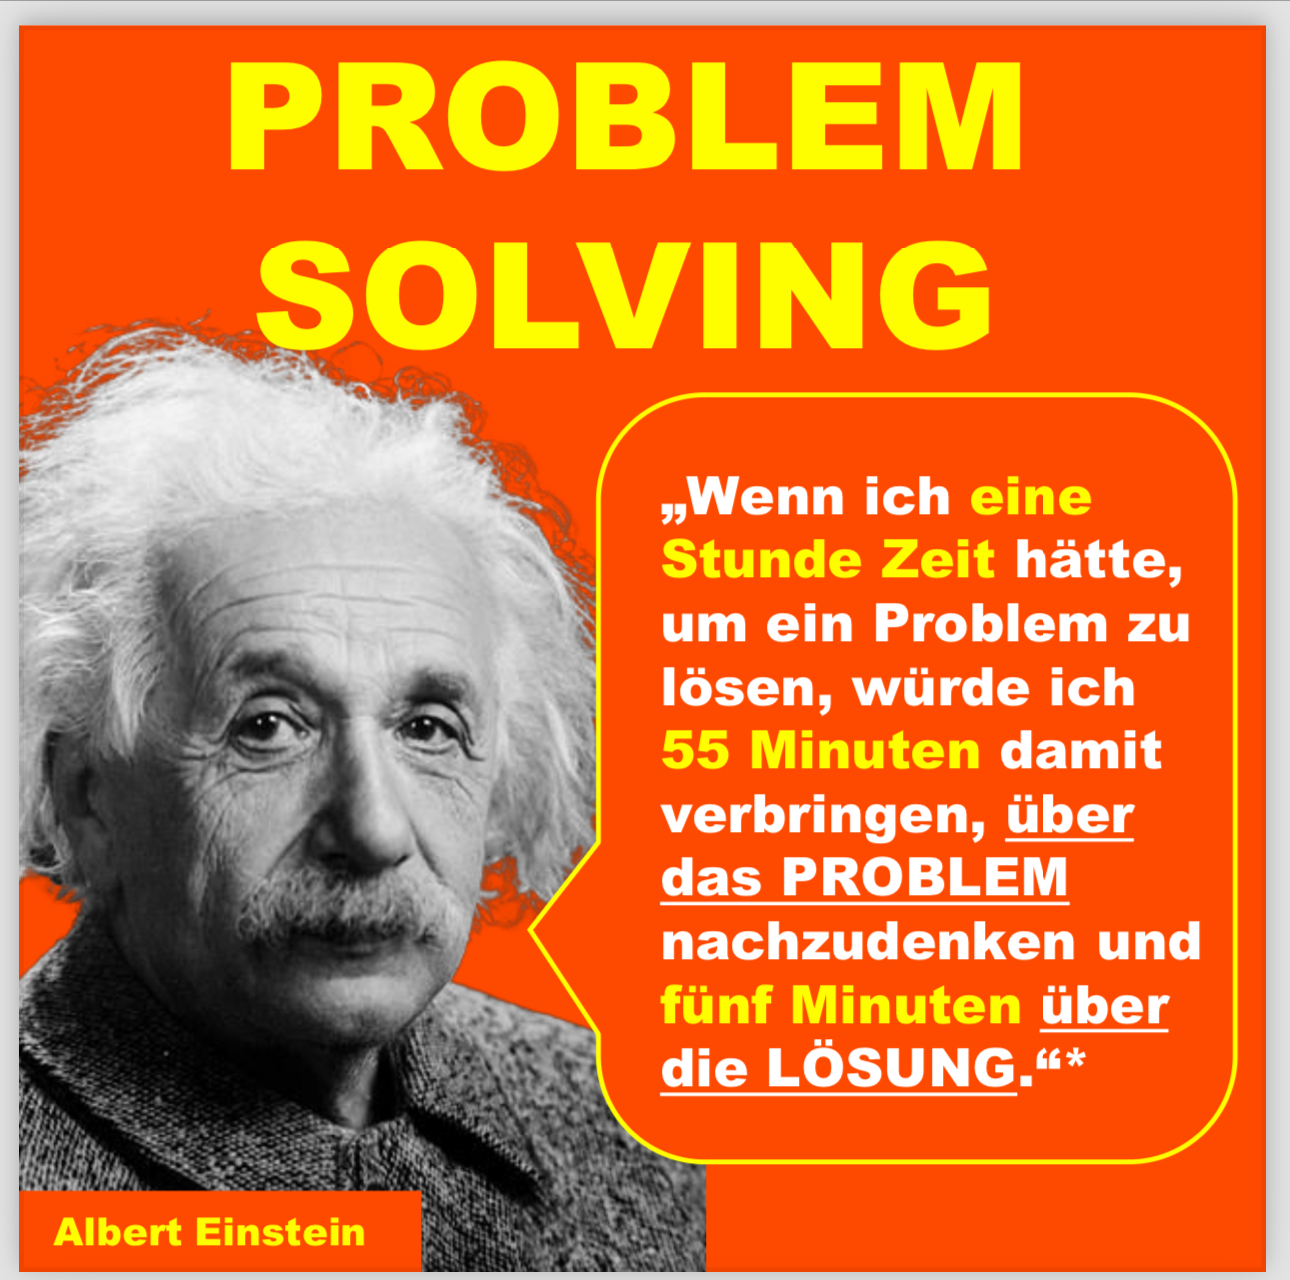 PROBLEM
SOLVING
„Wenn ich eine
Stunde Zeit hätte,
um ein Problem zu
lösen, würde ich
55 Minuten damit
verbringen, über
das PROBLEM
nachzudenken und
fünf Minuten über
die LÖSUNG.“*
Albert Einstein